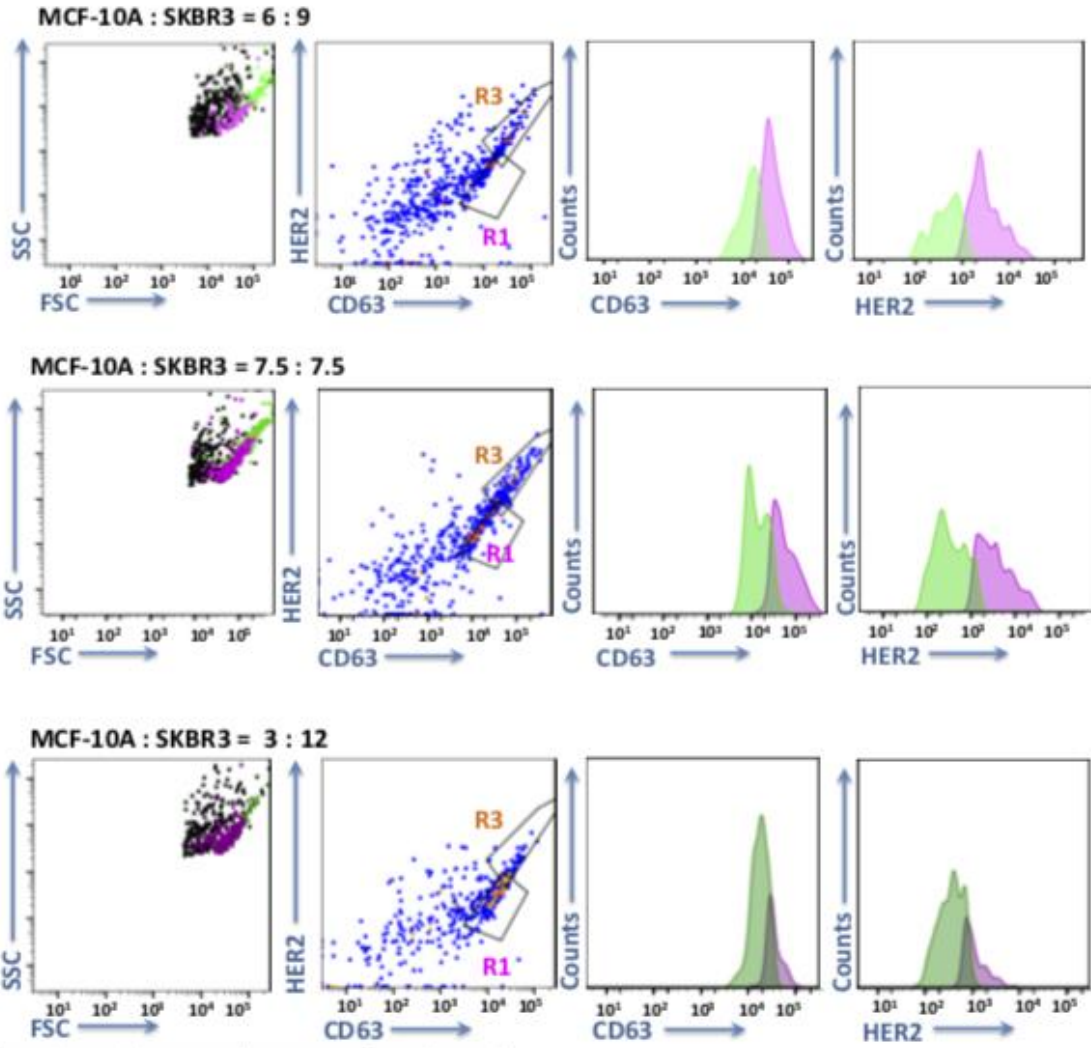 MCF-10A : SKBR3 = 6 : 9
SSC
10¹ 10² 10³ 10⁴ 10⁵
FSC
HER2
R3
R1
10¹ 10² 10³ 10⁴ 10⁵
CD63
Counts
10¹ 10² 10³ 10⁴ 10⁵
CD63
Counts
10¹ 10² 10³ 10⁴ 10⁵
HER2
MCF-10A : SKBR3 = 7.5 : 7.5
SSC
10¹ 10² 10³ 10⁴ 10⁵
FSC
HER2
R3
R1
10¹ 10² 10³ 10⁴ 10⁵
CD63
Counts
10¹ 10² 10³ 10⁴ 10⁵
CD63
Counts
10¹ 10² 10³ 10⁴ 10⁵
HER2
MCF-10A : SKBR3 = 3 : 12
SSC
10¹ 10² 10³ 10⁴ 10⁵
FSC
HER2
R3
R1
10¹ 10² 10³ 10⁴ 10⁵
CD63
Counts
10¹ 10² 10³ 10⁴ 10⁵
CD63
Counts
10¹ 10² 10³ 10⁴ 10⁵
HER2